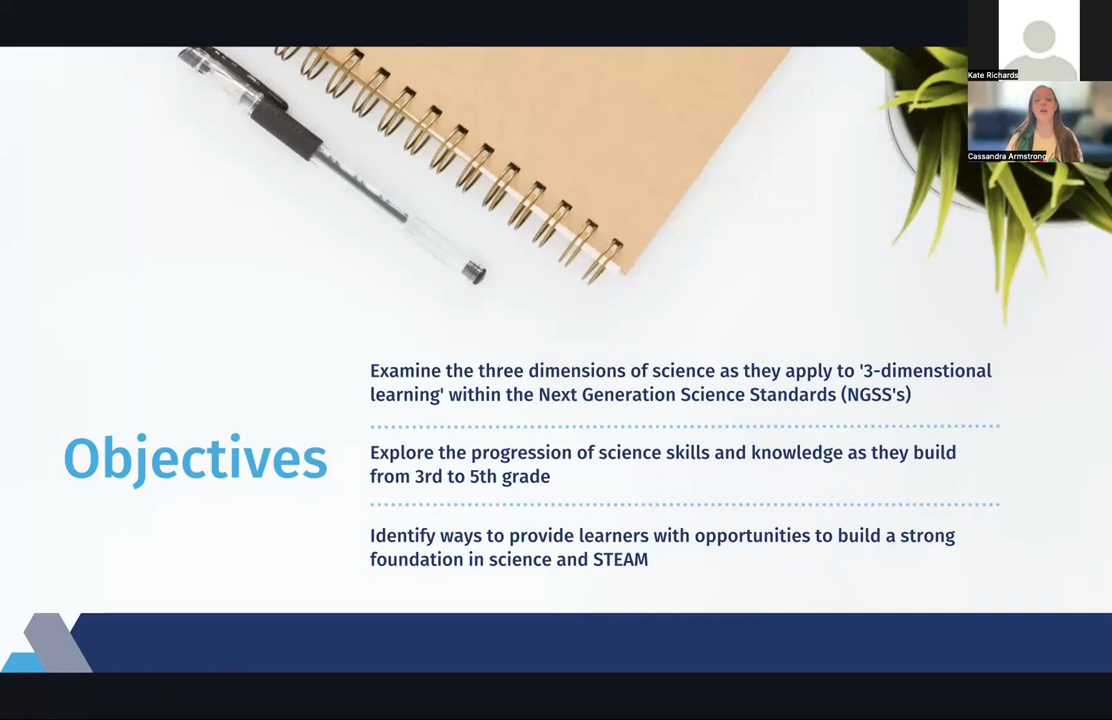 Kate Richards
Cassandra Armstrong
Objectives
Examine the three dimensions of science as they apply to '3-dimenstional
learning' within the Next Generation Science Standards (NGSS's)
Explore the progression of science skills and knowledge as they build
from 3rd to 5th grade
Identify ways to provide learners with opportunities to build a strong
foundation in science and STEAM